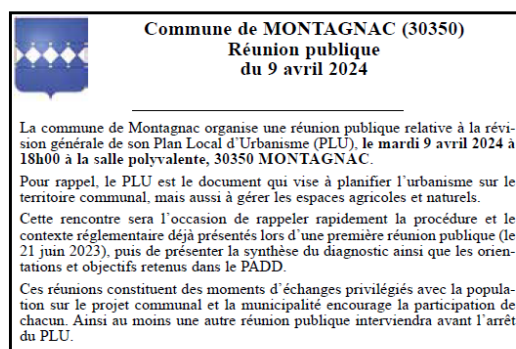 Commune de MONTAGNAC (30350)
Réunion publique
du 9 avril 2024
La commune de Montagnac organise une réunion publique relative à la révi-
sion générale de son Plan Local d'Urbanisme (PLU), le mardi 9 avril 2024 à
18h00 à la salle polyvalente, 30350 MONTAGNAC.
Pour rappel, le PLU est le document qui vise à planifier l'urbanisme sur le
territoire communal, mais aussi à gérer les espaces agricoles et naturels.
Cette rencontre sera l'occasion de rappeler rapidement la procédure et le
contexte réglementaire déjà présentés lors d'une première réunion publique (le
21 juin 2023), puis de présenter la synthèse du diagnostic ainsi que les orien-
tations et objectifs retenus dans le PADD.
Ces réunions constituent des moments d'échanges privilégiés avec la popula-
tion sur le projet communal et la municipalité encourage la participation de
chacun. Ainsi au moins une autre réunion publique interviendra avant l'arrêt
du PLU.